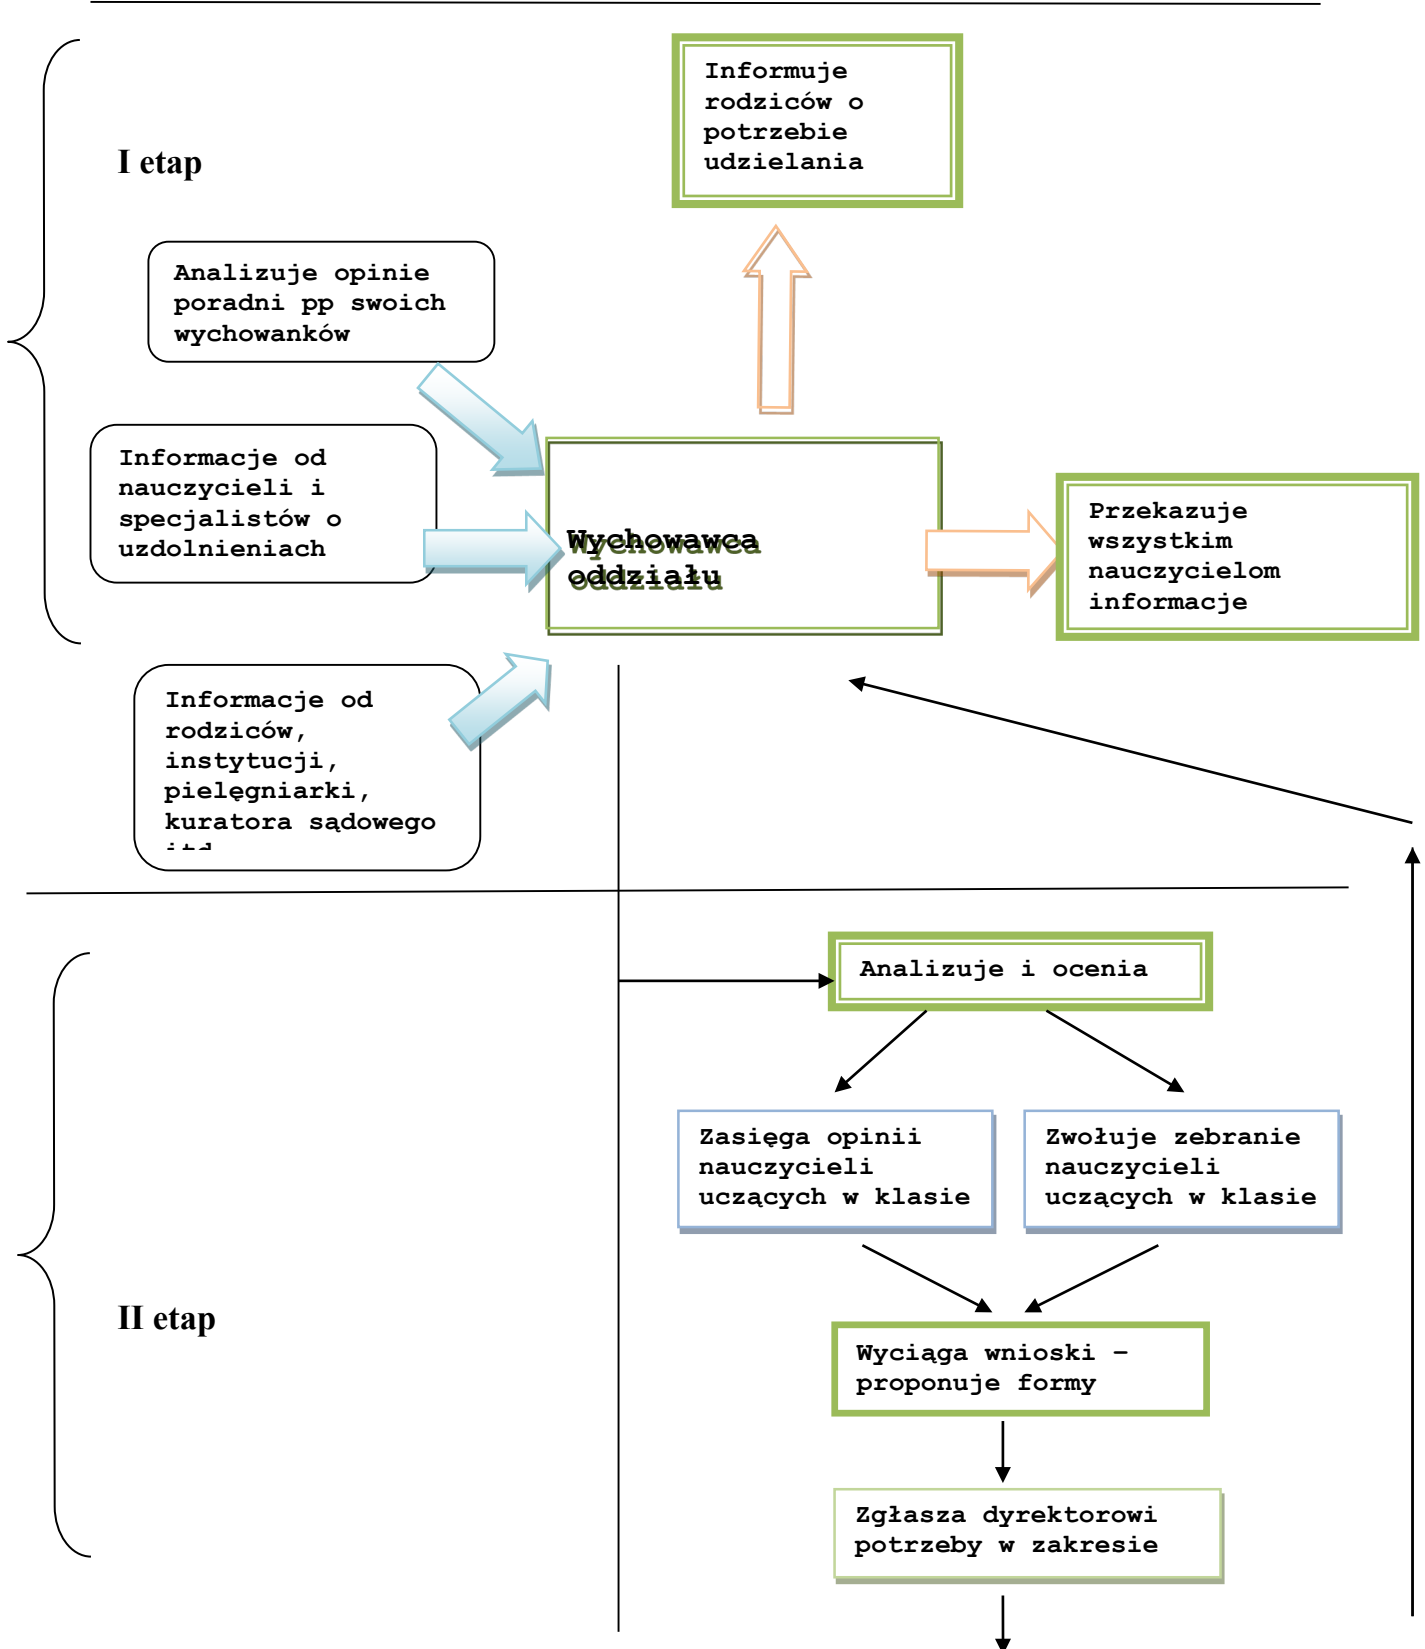 Informuje
rodziców o
potrzebie
udzielania
I etap
Analizuje opinie
poradni pp swoich
wychowanków
Informacje od
nauczycieli i
specjalistów o
uzdolnieniach
Wychowawca
oddziału
Przekazuje
wszystkim
nauczycielom
informacje
Informacje od
rodziców,
instytucji,
pielęgniarki,
kuratora sądowego
Analizuje i ocenia
Zasięga opinii
nauczycieli
uczących w klasie
Zwołuje zebranie
nauczycieli
uczących w klasie
II etap
Wyciąga wnioski –
proponuje formy
Zgłasza dyrektorowi
potrzeby w zakresie